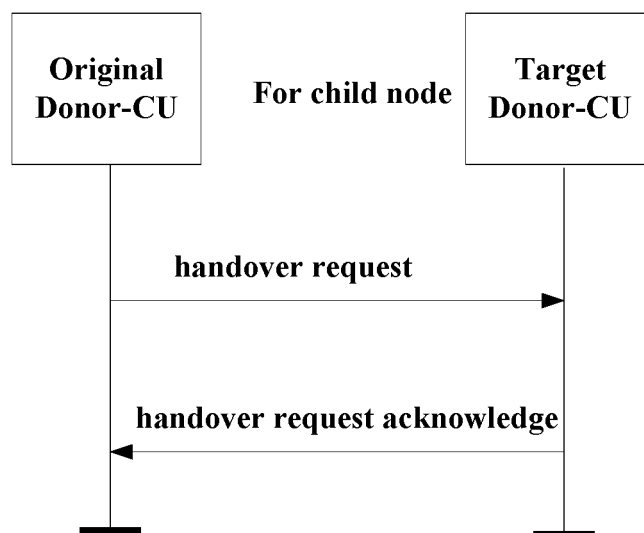 Original
Donor-CU
For child node
Target
Donor-CU
handover request
handover request acknowledge